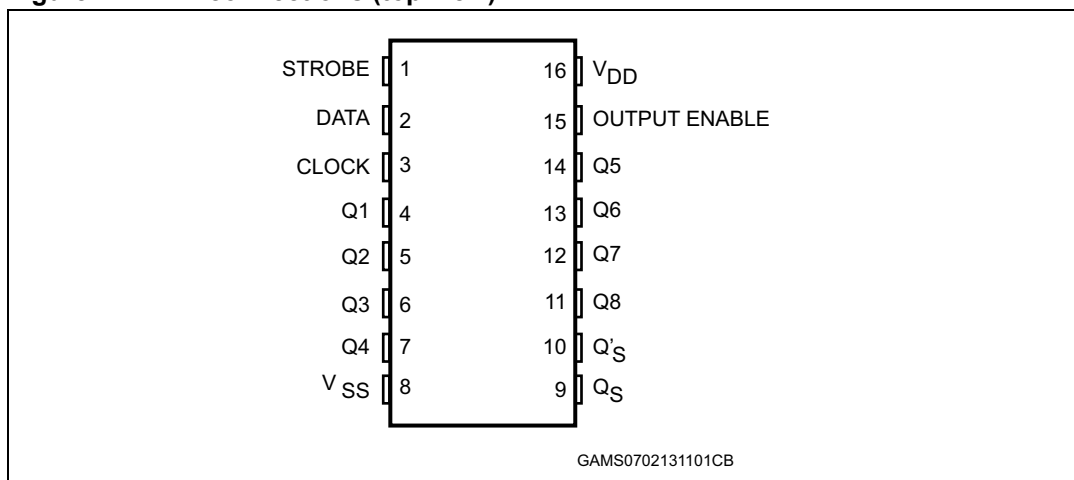 STROBE 1 16 VDD
DATA 2 15 OUTPUT ENABLE
CLOCK 3 14 Q5
Q1 4 13 Q6
Q2 5 12 Q7
Q3 6 11 Q8
Q4 7 10 Q'S
VSS 8 9 QS
GAMS0702131101CB